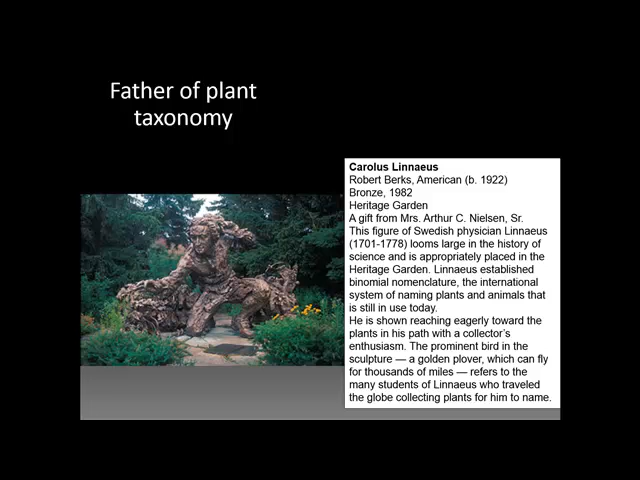 Father of plant
taxonomy
Carolus Linnaeus
Robert Berks, American (b. 1922)
Bronze, 1982
Heritage Garden
A gift from Mrs. Arthur C. Nielsen, Sr.
This figure of Swedish physician Linnaeus
(1701-1778) looms large in the history of
science and is appropriately placed in the
Heritage Garden. Linnaeus established
binomial nomenclature, the international
system of naming plants and animals that
is still in use today.
He is shown reaching eagerly toward the
plants in his path with a collector's
enthusiasm. The prominent bird in the
sculpture — a golden plover, which can fly
for thousands of miles — refers to the
many students of Linnaeus who traveled
the globe collecting plants for him to name.